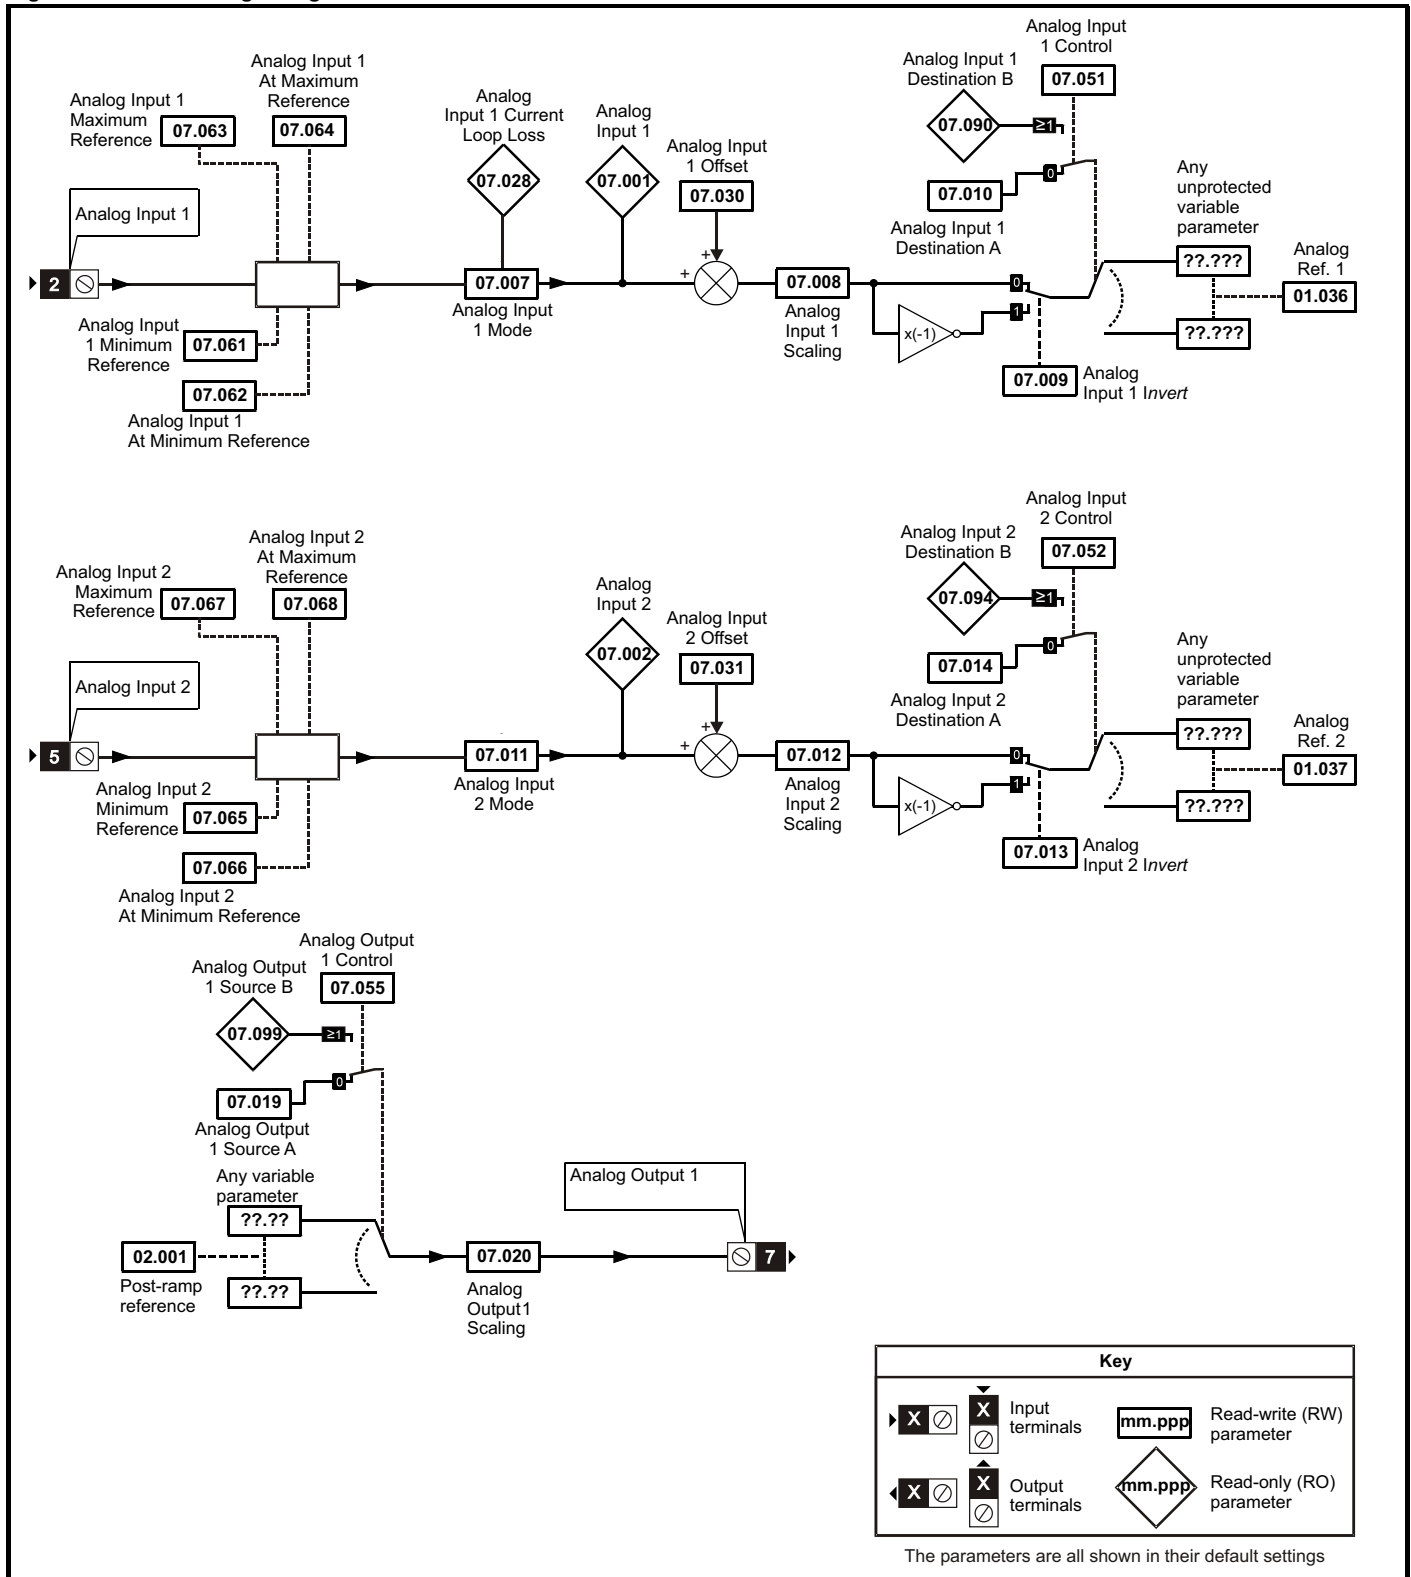 Analog Input 1
Maximum
Reference
07.063
Analog Input 1
At Maximum
Reference
07.064
Analog Input 1
2
Analog Input
1 Minimum
Reference
07.061
07.062
Analog Input 1
At Minimum Reference
Analog
Input 1 Current
Loop Loss
07.028
07.007
Analog Input
1 Mode
Analog
Input 1
07.001
Analog Input
1 Offset
07.030
+
+
07.008
Analog
Input 1
Scaling
x(-1)
Analog Input 1
Destination B
07.090
≥1
Analog Input
1 Control
07.051
0
07.010
Analog Input 1
Destination A
0
1
07.009
Analog
Input 1 Invert
Any
unprotected
variable
parameter
??.???
??.???
Analog
Ref. 1
01.036
Analog Input 2
Maximum
Reference
07.067
Analog Input 2
At Maximum
Reference
07.068
Analog Input 2
5
Analog Input 2
Minimum
Reference
07.065
07.066
Analog Input 2
At Minimum Reference
07.011
Analog Input
2 Mode
Analog
Input 2
07.002
Analog Input
2 Offset
07.031
+
+
07.012
Analog
Input 2
Scaling
x(-1)
Analog Input 2
Destination B
07.094
≥1
Analog Input
2 Control
07.052
0
07.014
Analog Input 2
Destination A
0
1
07.013
Analog
Input 2 Invert
Any
unprotected
variable
parameter
??.???
??.???
Analog
Ref. 2
01.037
Analog Output
1 Control
07.055
Analog Output
1 Source B
07.099
≥1
0
07.019
Analog Output
1 Source A
Any variable
parameter
??.??
02.001
Post-ramp
reference
??.??
07.020
Analog
Output1
Scaling
Analog Output 1
7
Key
X
X
Input
terminals
mm.ppp
Read-write (RW)
parameter
X
X
Output
terminals
mm.ppp
Read-only (RO)
parameter
The parameters are all shown in their default settings